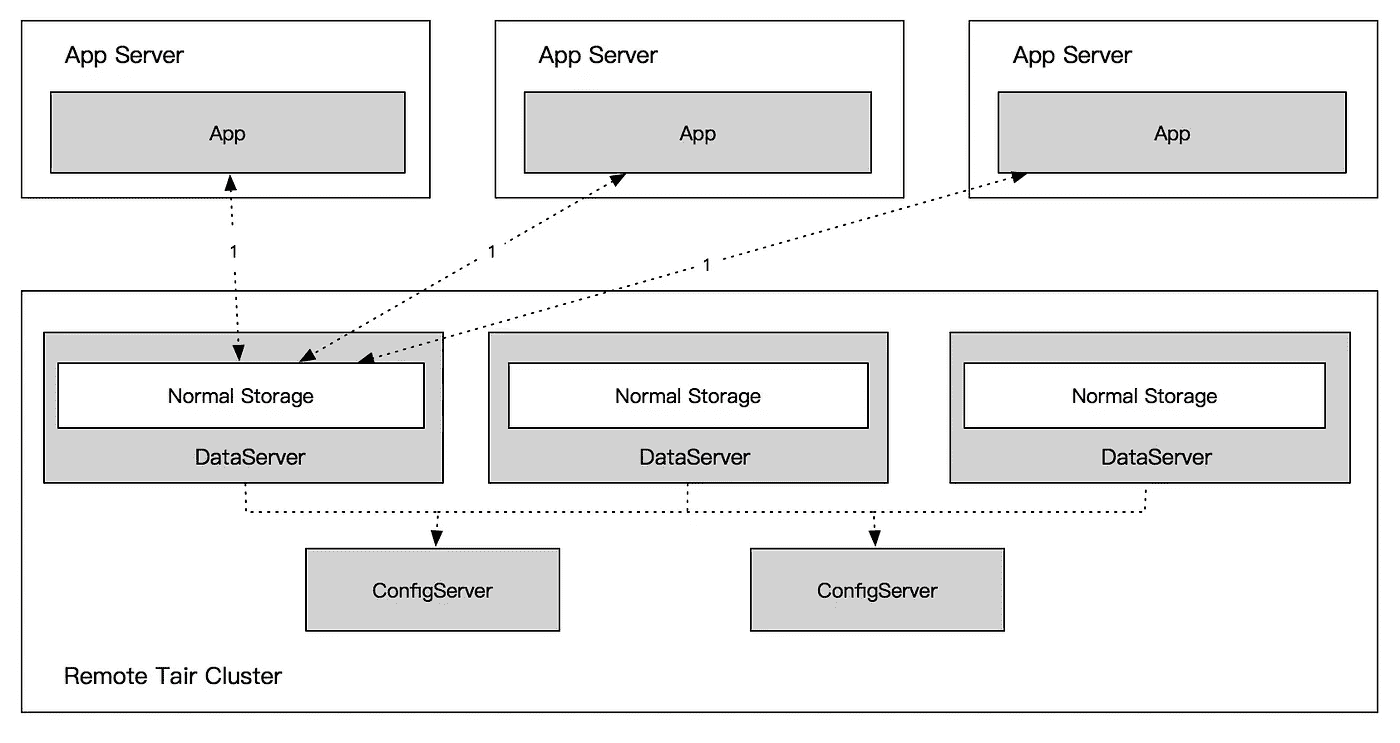 App Server
App Server
App Server
App
App
App
1
1
1
Normal Storage
Normal Storage
Normal Storage
DataServer
DataServer
DataServer
ConfigServer
ConfigServer
Remote Tair Cluster